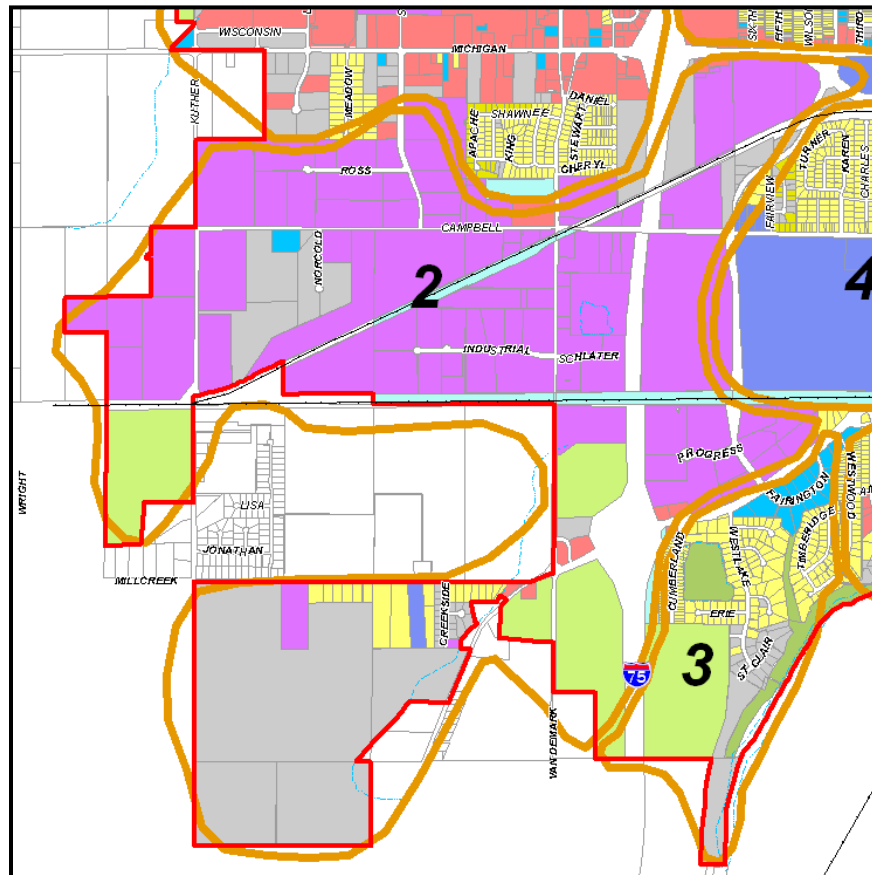 WISCONSIN
MICHIGAN
SIXTH
FIFTH
WILSON
THIRD
KUTHER
MEADOW
DANIEL
SHAWNEE
APACHE
KING
STEWART
CHERYL
TURNER
KAREN
CHARLES
FAIRVIEW
ROSS
CAMPBELL
NORCOLD
2
4
INDUSTRIAL
SCHLATER
WRIGHT
PROGRESS
FAIRINGTON
WESTWOOD
LISA
JONATHAN
MILLCREEK
CUMBERLAND
WESTLAKE
TIMBERIDGE
CREEKSIDE
ERIE
ST CLAIR
3
75
VANDEMARK